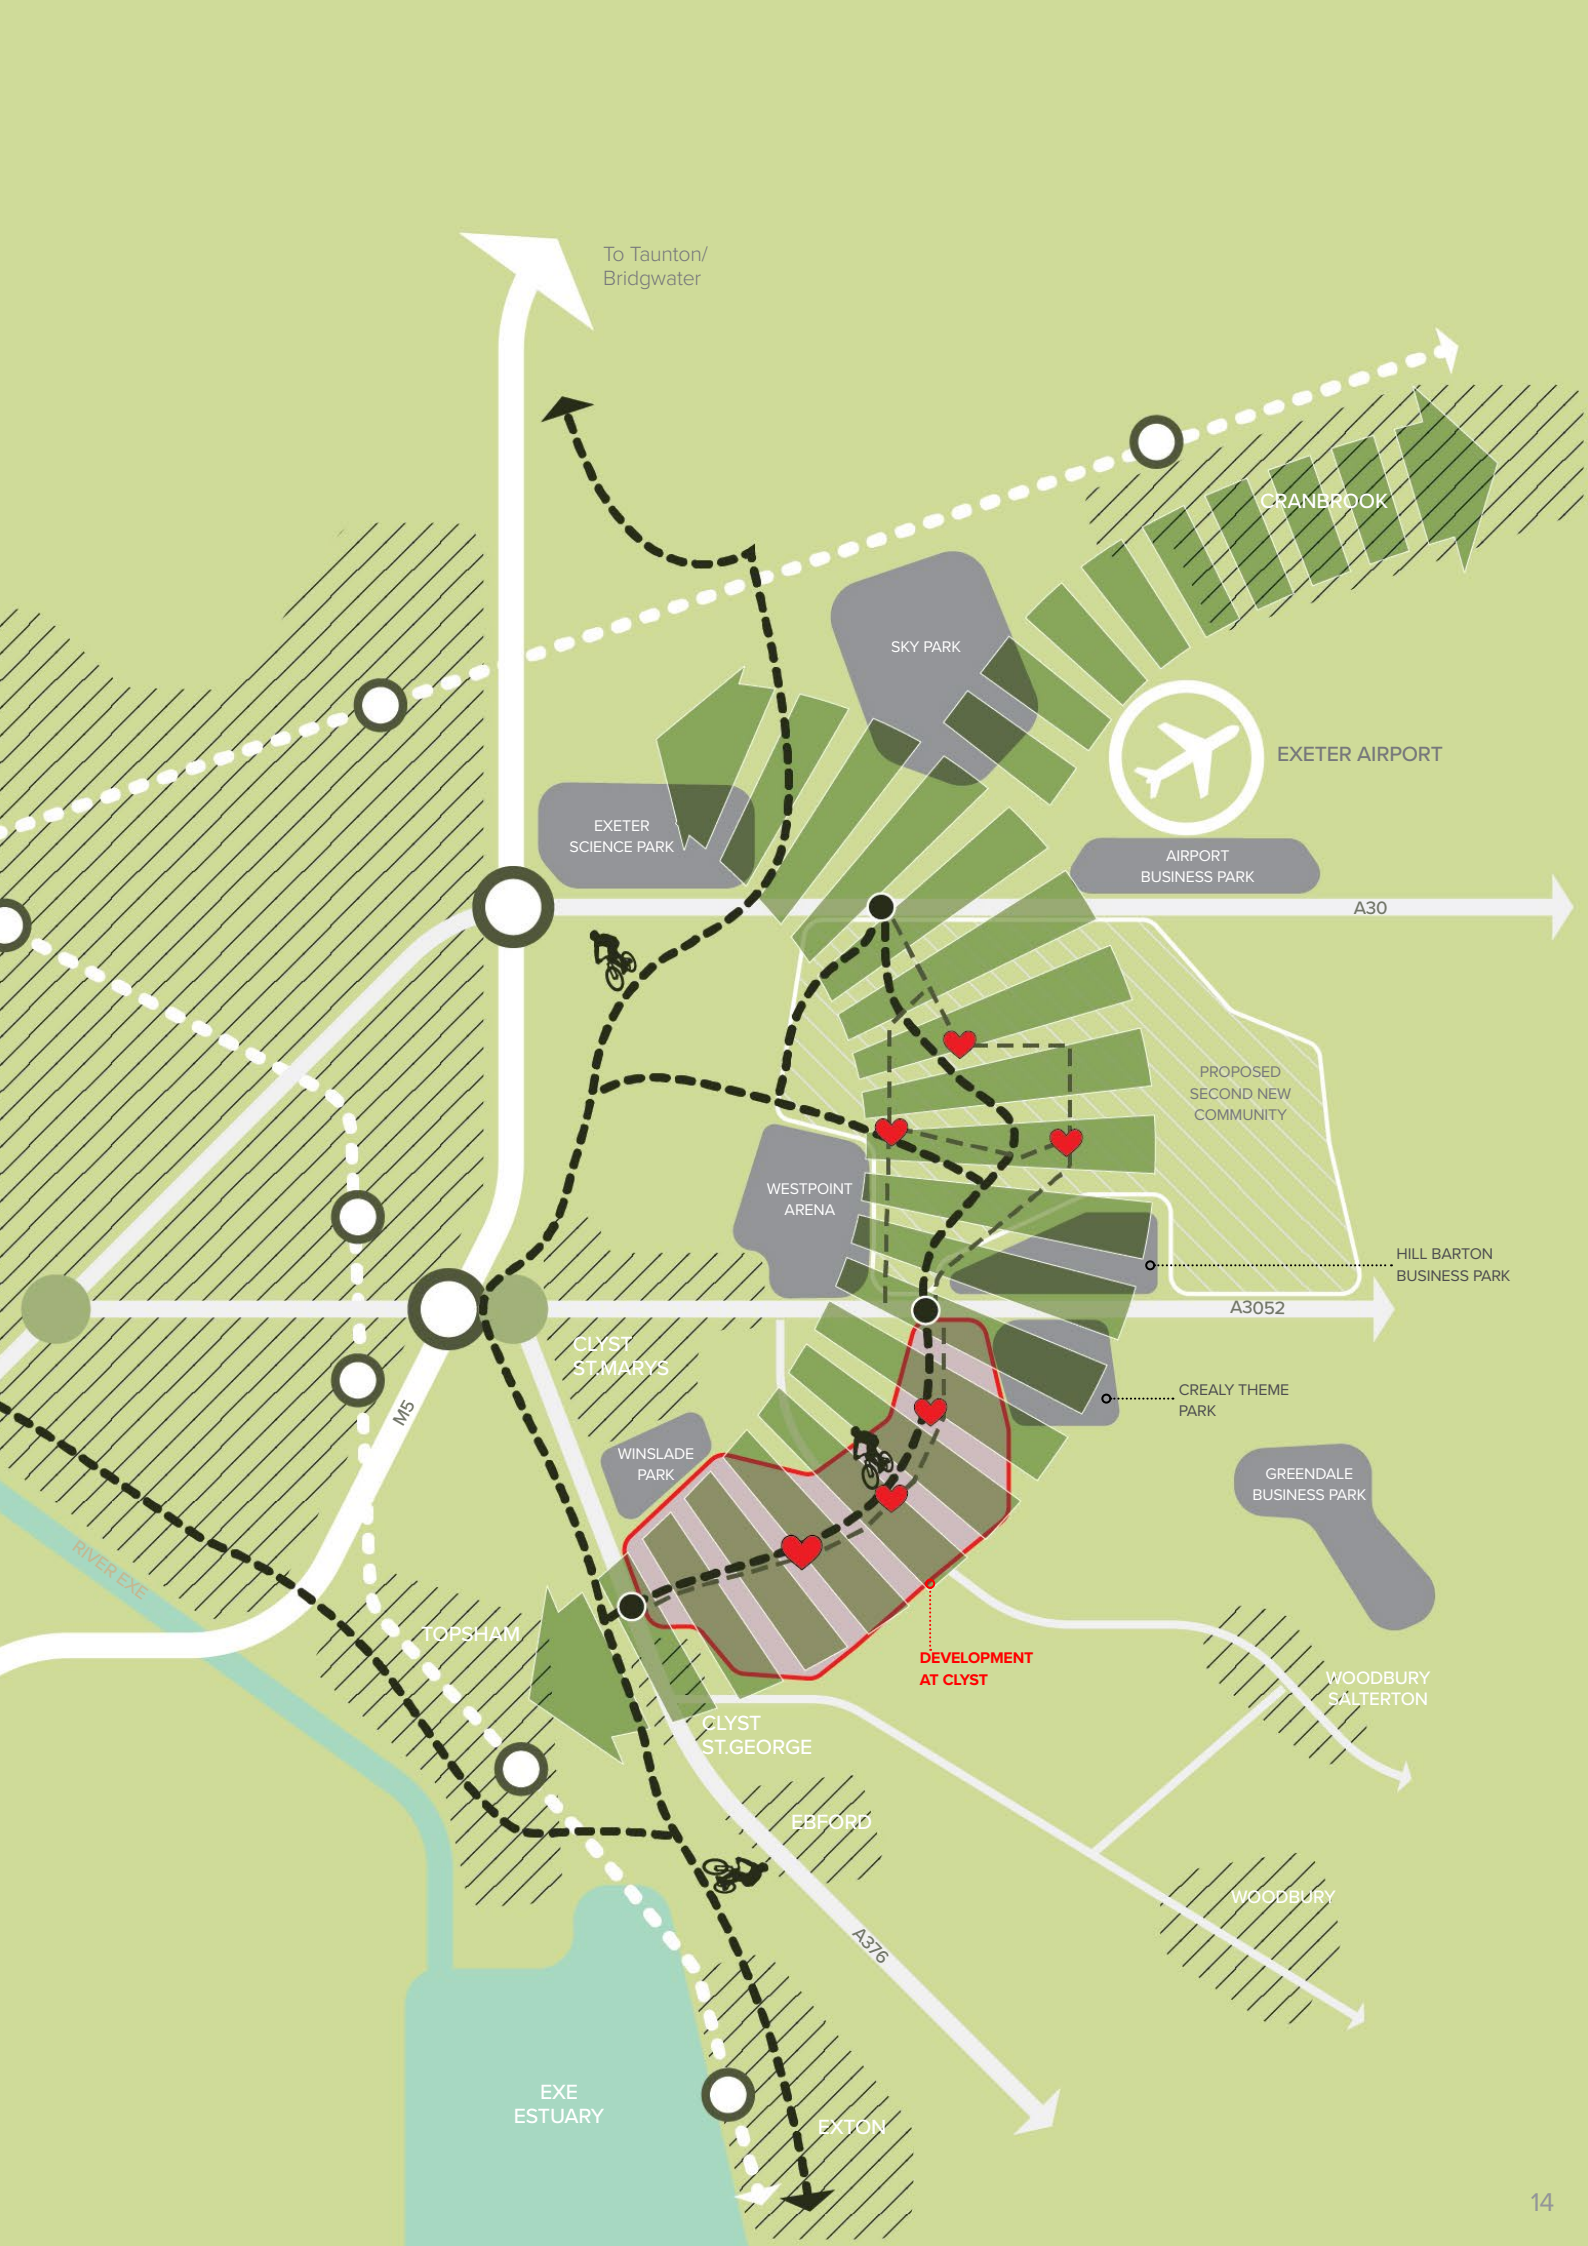 To Taunton/
Bridgwater
CRANBROOK
SKY PARK
EXETER AIRPORT
EXETER
SCIENCE PARK
AIRPORT
BUSINESS PARK
A30
PROPOSED
SECOND NEW
COMMUNITY
WESTPOINT
ARENA
HILL BARTON
BUSINESS PARK
A3052
CLYST
ST.MARYS
CREALY THEME
PARK
M5
WINSLADE
PARK
GREENDALE
BUSINESS PARK
RIVER EXE
TOPSHAM
DEVELOPMENT
AT CLYST
WOODBURY
SALTERTON
CLYST
ST.GEORGE
EBFORD
WOODBURY
A376
EXE
ESTUARY
EXTON
14